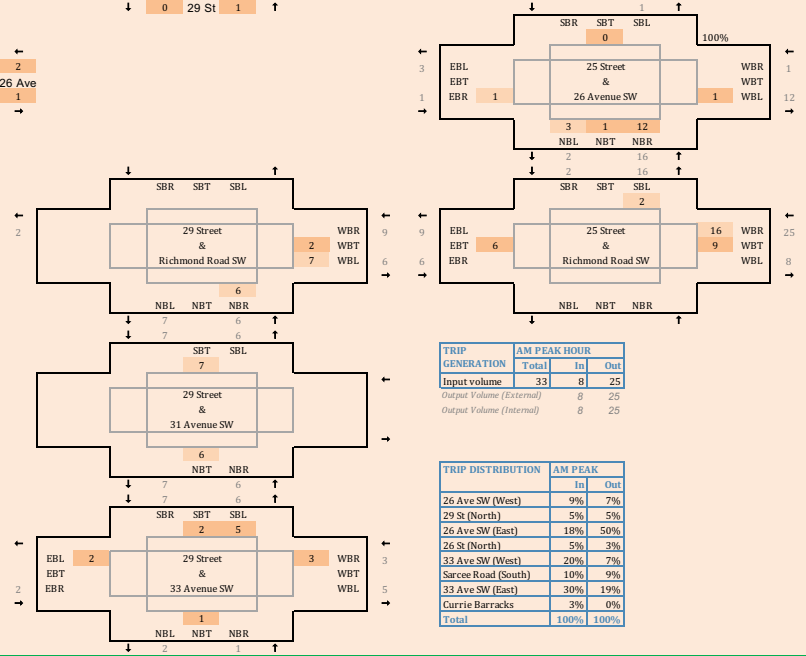 ↓ 0 29 St 1 ↑
←
2
26 Ave
1
→
↓ 1 ↑
SBR SBT SBL
0 100%
← ←
3 EBL 25 Street WBR 1
EBT & WBT
1 EBR 1 26 Avenue SW 1 WBL 12
→ →
3 1 12
NBL NBT NBR
↓ 2 16 ↑
↓ ↑
SBR SBT SBL
← ←
2 29 Street WBR 9
& 2 WBT
Richmond Road SW 7 WBL 6
→
6
NBL NBT NBR
↓ 7 6 ↑
2 16
SBR SBT SBL
2
← ←
9 EBL 25 Street 16 WBR 25
EBT 6 & 9 WBT
6 EBR Richmond Road SW WBL 8
→ →
NBL NBT NBR
↓ ↑
↓ 7 6 ↑
SBT SBL
7
←
29 Street
&
31 Avenue SW
→
6
NBT NBR
↓ 7 6 ↑
↓ 7 6 ↑
SBR SBT SBL
2 5
← ←
EBL 2 29 Street 3 WBR 3
EBT & WBT
2 EBR 33 Avenue SW WBL 5
→ →
1
NBL NBT NBR
↓ 2 1 ↑
TRIP AM PEAK HOUR
GENERATION Total In Out
Input volume 33 8 25
Output Volume (External) 8 25
Output Volume (Internal) 8 25
TRIP DISTRIBUTION AM PEAK
In Out
26 Ave SW (West) 9% 7%
29 St (North) 5% 5%
26 Ave SW (East) 18% 50%
26 St (North) 5% 3%
33 Ave SW (West) 20% 7%
Sarcee Road (South) 10% 9%
33 Ave SW (East) 30% 19%
Currie Barracks 3% 0%
Total 100% 100%